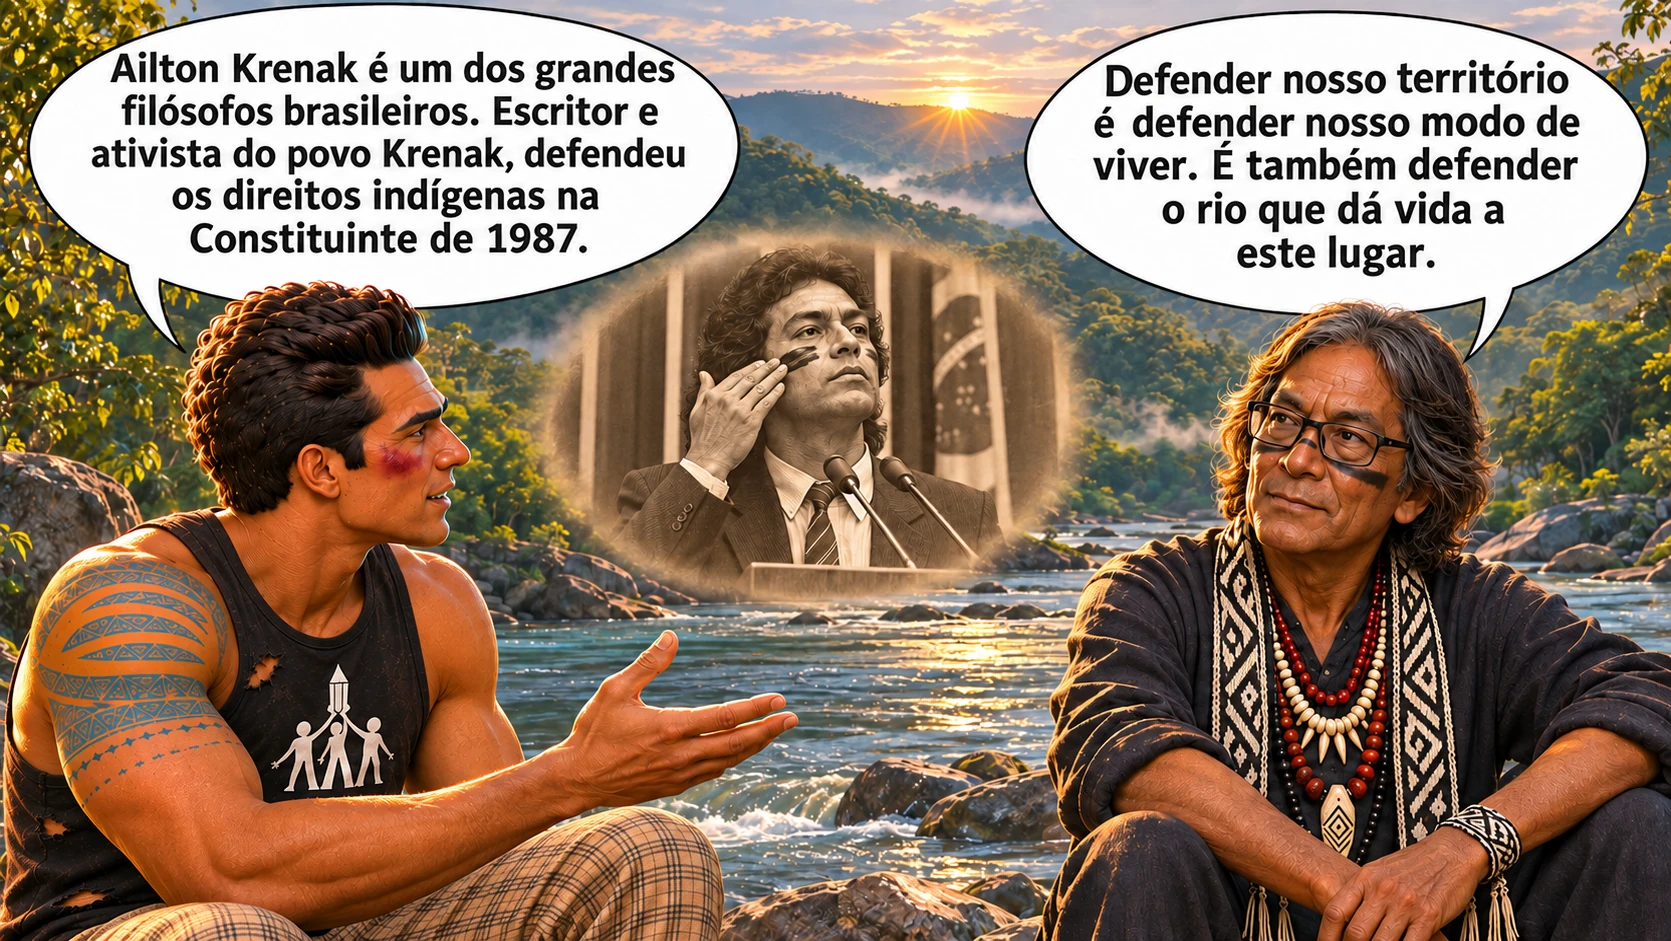 Ailton Krenak é um dos grandes
filósofos brasileiros. Escritor e
ativista do povo Krenak, defendeu
os direitos indígenas na
Constituinte de 1987.
Defender nosso território
é defender nosso modo de
viver. É também defender
o rio que dá vida a
este lugar.